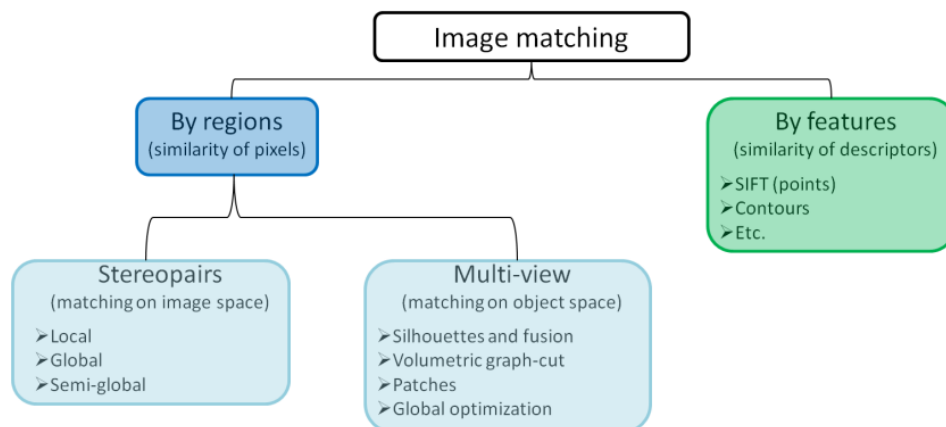 Image matching
By regions
(similarity of pixels)
By features
(similarity of descriptors)
➢SIFT (points)
➢Contours
➢Etc.
Stereopairs
(matching on image space)
➢Local
➢Global
➢Semi-global
Multi-view
(matching on object space)
➢Silhouettes and fusion
➢Volumetric graph-cut
➢Patches
➢Global optimization